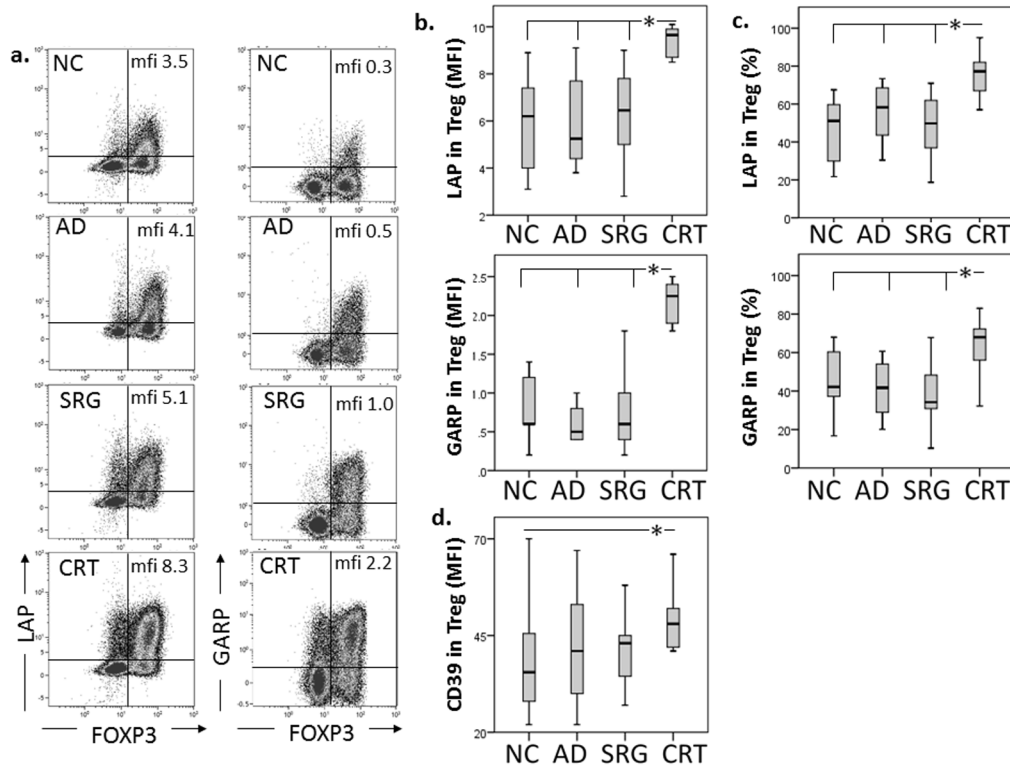 a.
NC mfi 3.5
mfi 0.3
AD mfi 4.1
AD mfi 0.5
SRG mfi 5.1
SRG mfi 1.0
CRT mfi 8.3
CRT mfi 2.2
LAP
GARP
FOXP3
FOXP3
b.
*
LAP in Treg (MFI)
10
8
6
4
2
NC AD SRG CRT
*
GARP in Treg (MFI)
2.5
2.0
1.5
1.0
.5
.0
NC AD SRG CRT
c.
*
LAP in Treg (%)
100
80
60
40
20
0
NC AD SRG CRT
*
GARP in Treg (%)
100
80
60
40
20
0
NC AD SRG CRT
d.
*
CD39 in Treg (MFI)
70
45
20
NC AD SRG CRT